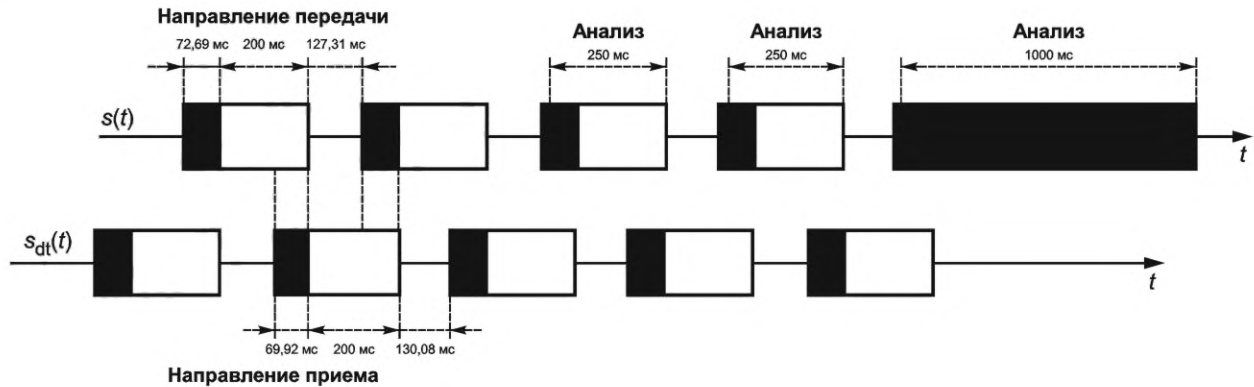 Направление передачи
72,69 мс 200 мс 127,31 мс
Анализ
250 мс
Анализ
250 мс
Анализ
1000 мс
s(t)
t
s_dt(t)
t
69,92 мс 200 мс 130,08 мс
Направление приема